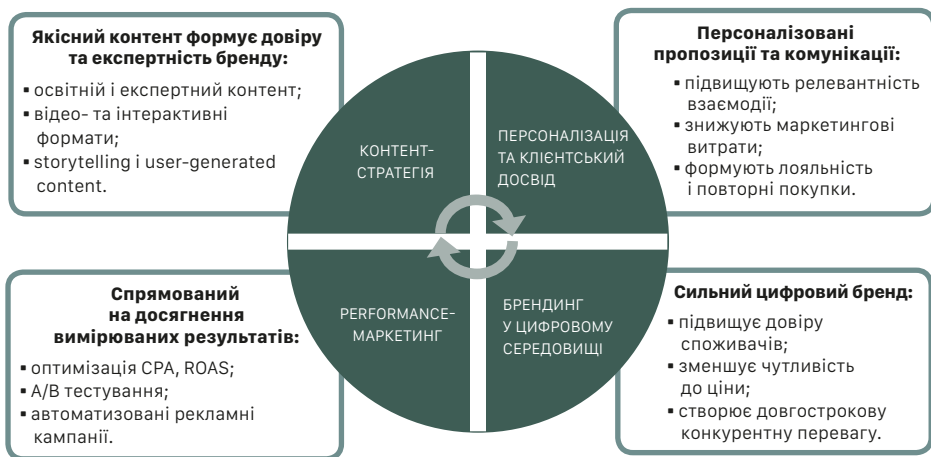 Якісний контент формує довіру
та експертність бренду:
▪ освітній і експертний контент;
▪ відео- та інтерактивні
формати;
▪ storytelling і user-generated
content.
КОНТЕНТ-
СТРАТЕГІЯ
ПЕРСОНАЛІЗАЦІЯ
ТА КЛІЄНТСЬКИЙ
ДОСВІД
Персоналізовані
пропозиції та комунікації:
▪ підвищують релевантність
взаємодії;
▪ знижують маркетингові
витрати;
▪ формують лояльність
і повторні покупки.
Спрямований
на досягнення
вимірюваних результатів:
▪ оптимізація CPA, ROAS;
▪ A/B тестування;
▪ автоматизовані рекламні
кампанії.
PERFORMANCE-
МАРКЕТИНГ
БРЕНДИНГ
У ЦИФРОВОМУ
СЕРЕДОВИЩІ
Сильний цифровий бренд:
▪ підвищує довіру
споживачів;
▪ зменшує чутливість
до ціни;
▪ створює довгострокову
конкурентну перевагу.